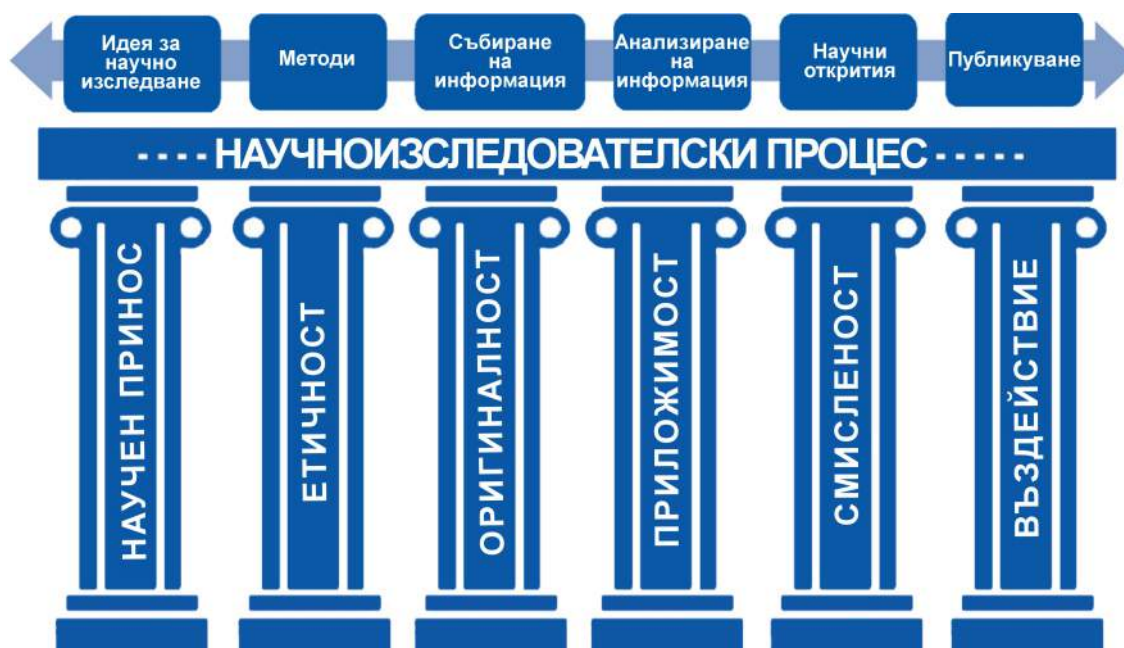 Идея за
научно
изследване
Методи
Събиране
на
информация
Анализиране
на
информация
Научни
открития
Публикуване
- - - - НАУЧНОИЗСЛЕДОВАТЕЛСКИ ПРОЦЕС - - - - -
НАУЧЕН ПРИНОС
ЕТИЧНОСТ
ОРИГИНАЛНОСТ
ПРИЛОЖИМОСТ
СМИСЛЕНОСТ
ВЪЗДЕЙСТВИЕ